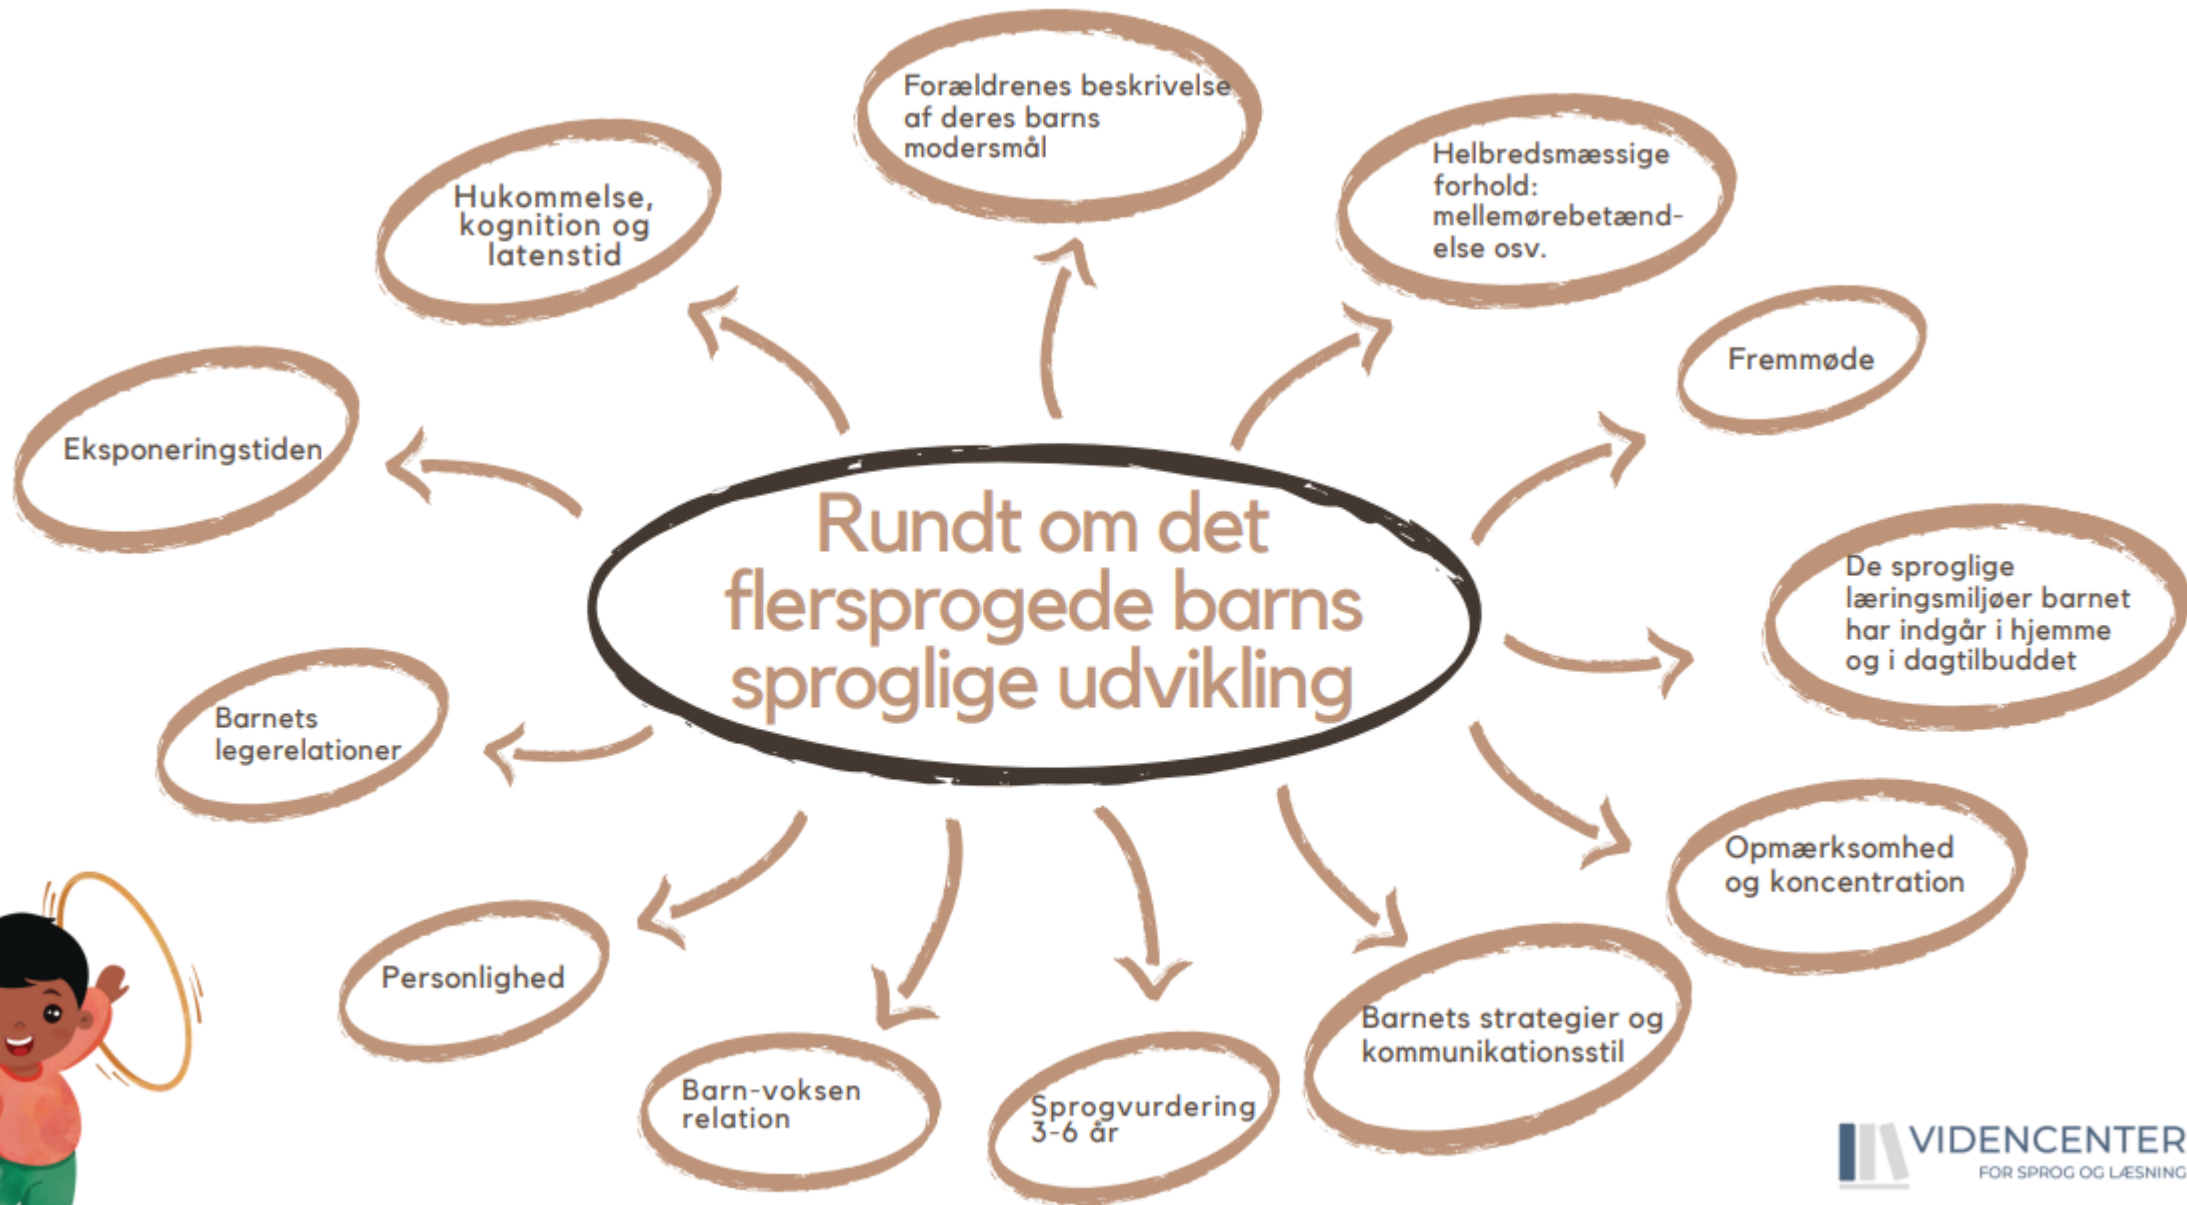 Forældrenes beskrivelse
af deres barns
modersmål
Helbredsmæssige
forhold:
mellemørebetænd-
else osv.
Hukommelse,
kognition og
latenstid
Fremmøde
Eksponeringstiden
Rundt om det
flersprogede barns
sproglige udvikling
De sproglige
læringsmiljøer barnet
har indgår i hjemme
og i dagtilbuddet
Barnets
legerelationer
Opmærksomhed
og koncentration
Personlighed
Barnets strategier og
kommunikationsstil
Barn-voksen
relation
Sprogvurdering
3-6 år
VIDENCENTER
FOR SPROG OG LÆSNING